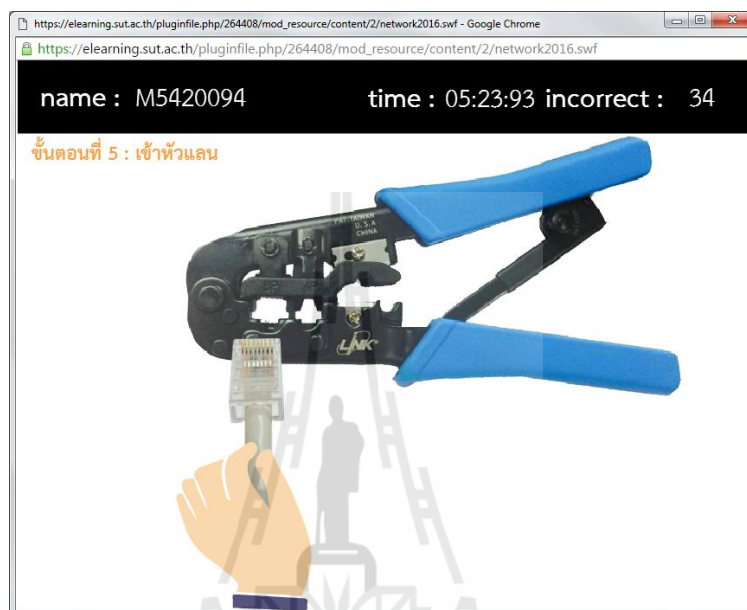 https://elearning.sut.ac.th/pluginfile.php/264408/mod_resource/content/2/network2016.swf - Google Chrome
https://elearning.sut.ac.th/pluginfile.php/264408/mod_resource/content/2/network2016.swf
name : M5420094 time : 05:23:93 incorrect : 34
ขั้นตอนที่ 5 : เข้าหัวแลน
PAT. TAIWAN
U. S. A
CHINA
8P 6P
LINK